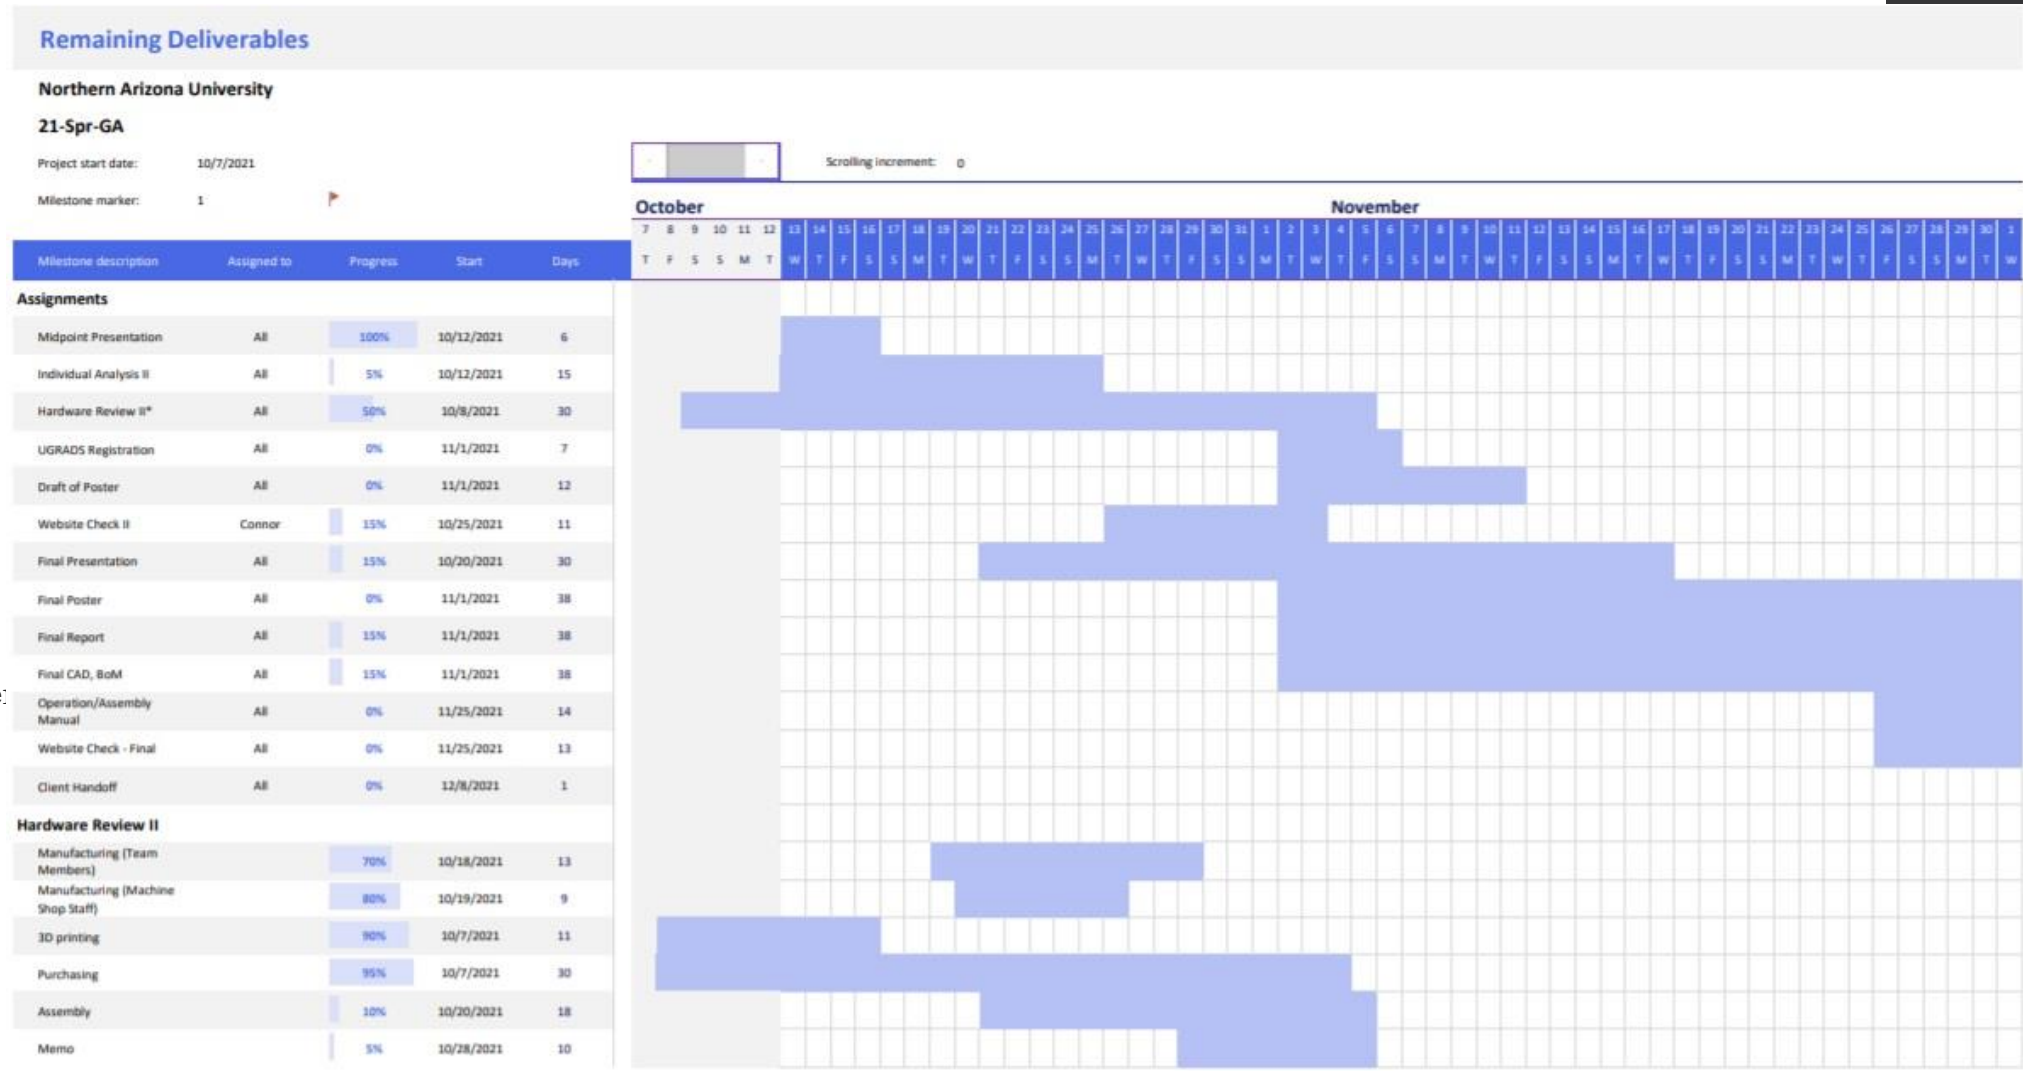 Remaining Deliverables
Northern Arizona University
21-Spr-GA
Project start date: 10/7/2021
Scrolling increment: 0
Milestone marker: 1
October November
7 8 9 10 11 12 13 14 15 16 17 18 19 20 21 22 23 24 25 26 27 28 29 30 31 1 2 3 4 5 6 7 8 9 10 11 12 13 14 15 16 17 18 19 20 21 22 23 24 25 26 27 28 29 30 1
Milestone description Assigned to Progress Start Days T F S S M T W T F S S M T W T F S S M T W T F S S M T W T F S S M T W T F S S M T W T F S S M T W T F S S M T W
Assignments
Midpoint Presentation All 100% 10/12/2021 6
Individual Analysis II All 5% 10/12/2021 15
Hardware Review II* All 50% 10/8/2021 30
UGRADS Registration All 0% 11/1/2021 7
Draft of Poster All 0% 11/1/2021 12
Website Check II Connor 15% 10/25/2021 11
Final Presentation All 15% 10/20/2021 30
Final Poster All 0% 11/1/2021 38
Final Report All 15% 11/1/2021 38
Final CAD, BoM All 15% 11/1/2021 38
Operation/Assembly
Manual All 0% 11/25/2021 14
Website Check - Final All 0% 11/25/2021 13
Client Handoff All 0% 12/8/2021 1
Hardware Review II
Manufacturing (Team
Members) 70% 10/18/2021 13
Manufacturing (Machine
Shop Staff) 80% 10/19/2021 9
3D printing 90% 10/7/2021 11
Purchasing 95% 10/7/2021 30
Assembly 10% 10/20/2021 18
Memo 5% 10/28/2021 10